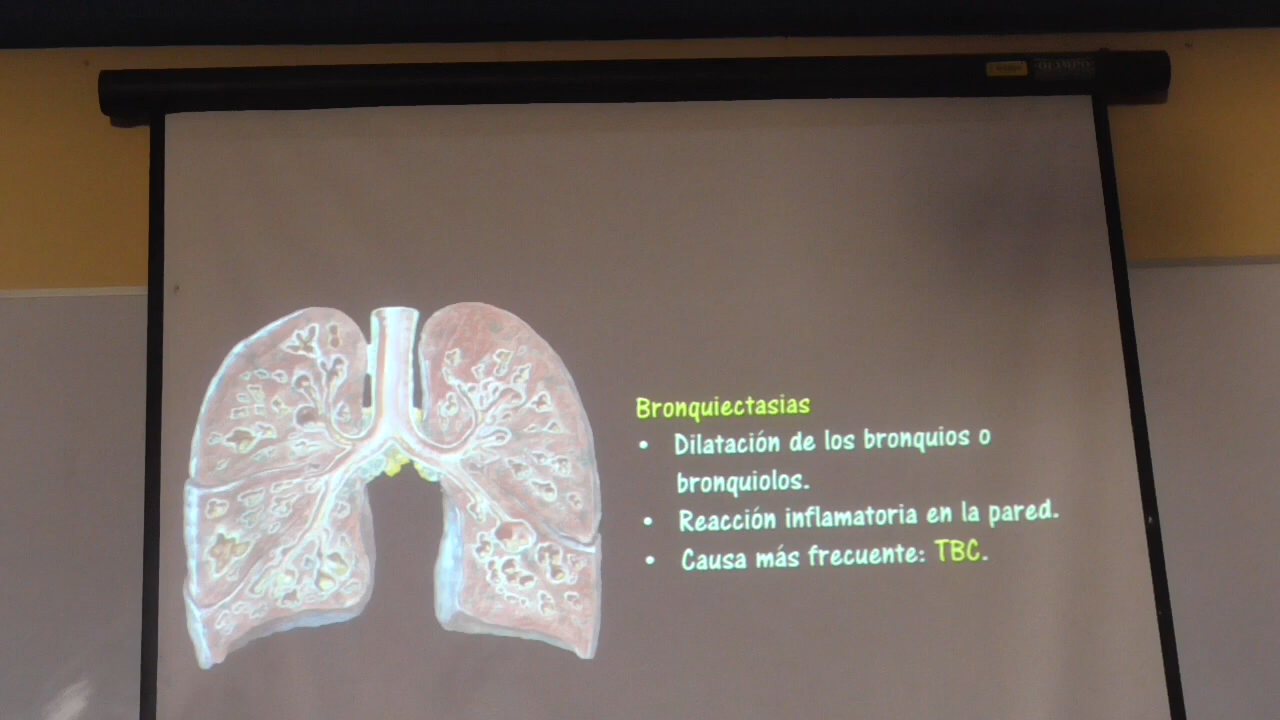 Bronquiectasias
• Dilatación de los bronquios o
bronquiolos.
• Reacción inflamatoria en la pared.
• Causa más frecuente: TBC.